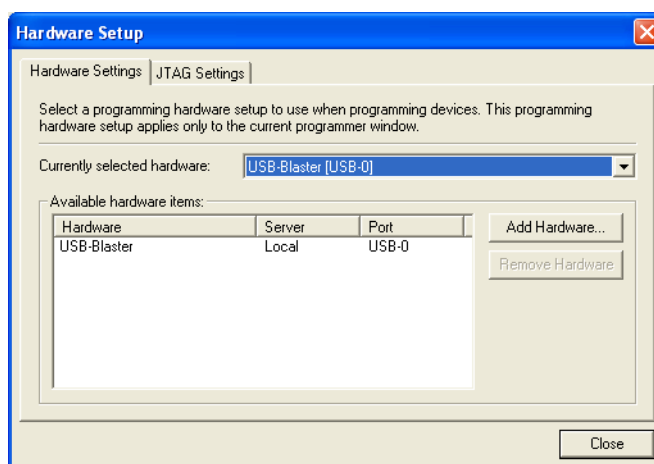 Hardware Setup
Hardware Settings JTAG Settings
Select a programming hardware setup to use when programming devices. This programming
hardware setup applies only to the current programmer window.
Currently selected hardware: USB-Blaster [USB-0]
Available hardware items:
Hardware Server Port
USB-Blaster Local USB-0
Add Hardware...
Remove Hardware
Close